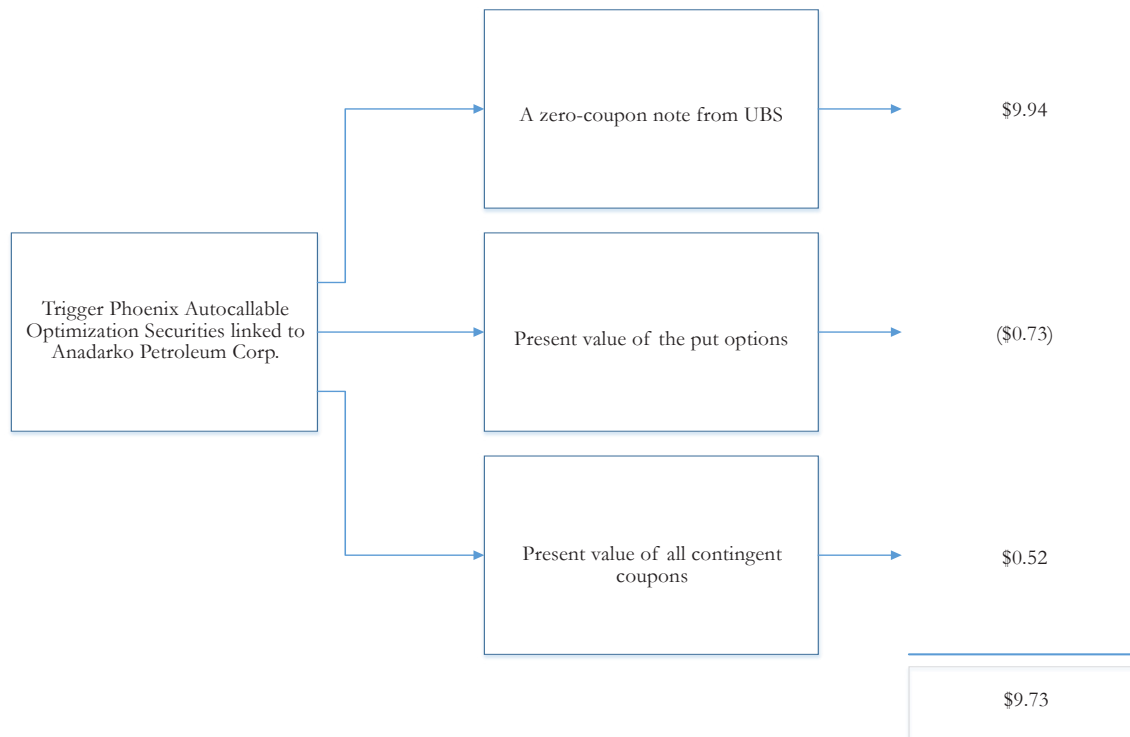 A zero-coupon note from UBS
$9.94
Trigger Phoenix Autocallable
Optimization Securities linked to
Anadarko Petroleum Corp.
Present value of the put options
($0.73)
Present value of all contingent
coupons
$0.52
$9.73